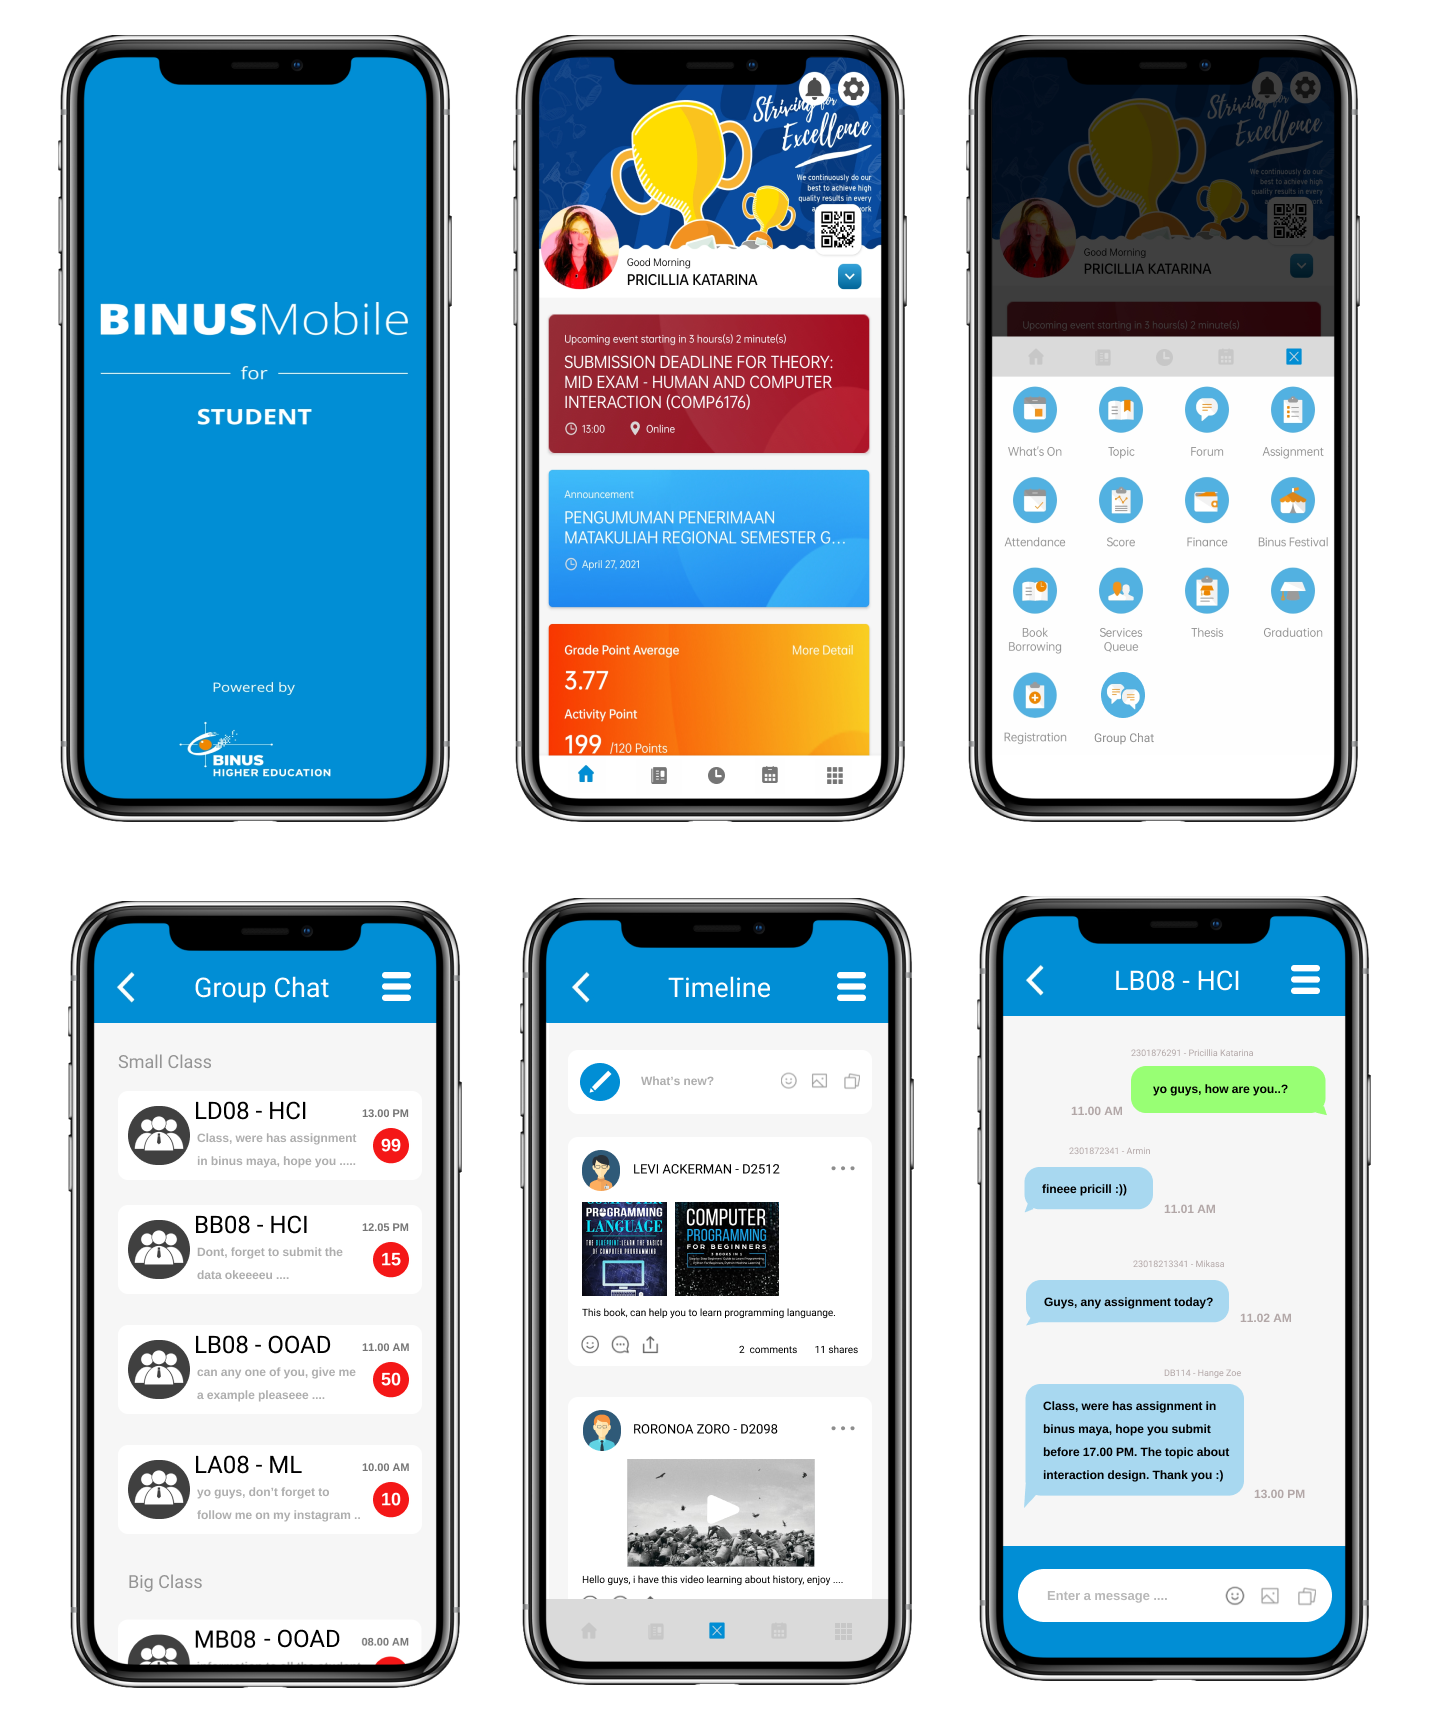 BINUSMobile
for
STUDENT
Powered by
BINUS
HIGHER EDUCATION
Striving for
Excellence
We continuously do our
best to achieve high
quality results in every
work
Good Morning
PRICILLIA KATARINA
Upcoming event starting in 3 hours(s) 2 minute(s)
SUBMISSION DEADLINE FOR THEORY:
MID EXAM - HUMAN AND COMPUTER
INTERACTION (COMP6176)
13:00 Online
Announcement
PENGUMUMAN PENERIMAAN
MATAKULIAH REGIONAL SEMESTER G...
April 27, 2021
Grade Point Average More Detail
3.77
Activity Point
199 /120 Points
Striving for
Excellence
We continuously do our
best to achieve high
quality results in every
work
Good Morning
PRICILLIA KATARINA
Upcoming event starting in 3 hours(s) 2 minute(s)
What's On Topic Forum Assignment
Attendance Score Finance Binus Festival
Book Services Thesis Graduation
Borrowing Queue
Registration Group Chat
Group Chat
Small Class
LD08 - HCI 13.00 PM
Class, were has assignment 99
in binus maya, hope you .....
BB08 - HCI 12.05 PM
Dont, forget to submit the 15
data okeeeeu ....
LB08 - OOAD 11.00 AM
can any one of you, give me 50
a example pleaseee ....
LA08 - ML 10.00 AM
yo guys, don't forget to 10
follow me on my instagram ..
Big Class
MB08 - OOAD 08.00 AM
Timeline
What's new?
LEVI ACKERMAN - D2512
COMPUTER
PROGRAMMING
LANGUAGE
THE BLUEPRINT: LEARN THE BASICS
OF COMPUTER PROGRAMMING
COMPUTER
PROGRAMMING
FOR BEGINNERS
3 BOOKS IN 1
This book, can help you to learn programming languange.
2 comments 11 shares
RORONOA ZORO - D2098
Hello guys, i have this video learning about history, enjoy ....
LB08 - HCI
2301876291 - Pricillia Katarina
yo guys, how are you..?
11.00 AM
2301872341 - Armin
fineee pricill :))
11.01 AM
23018213341 - Mikasa
Guys, any assignment today?
11.02 AM
DB114 - Hange Zoe
Class, were has assignment in
binus maya, hope you submit
before 17.00 PM. The topic about
interaction design. Thank you :)
13.00 PM
Enter a message ....